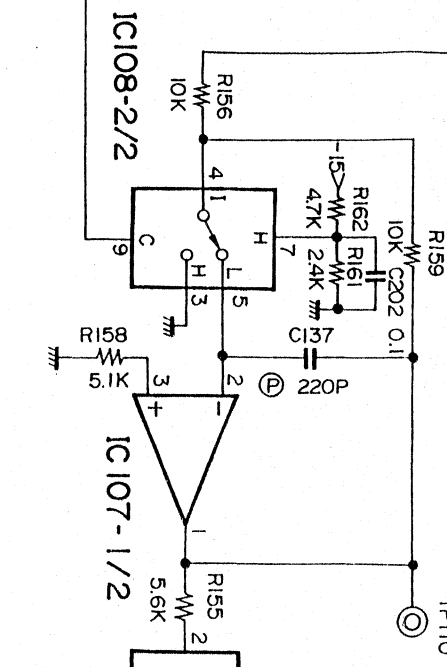 IC108-2/2
R156
10K
4
I
-15
R162
4.7K
R159
10K
C
9
H
7
R161
2.4K
C202 0.1
L
H
3
5
R158
5.1K
C137
220P
P
3
2
+
−
IC107-1/2
1
R155
5.6K
2